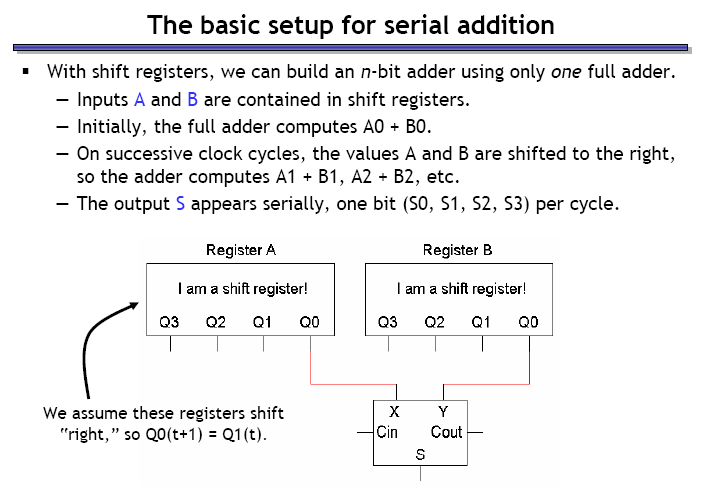 The basic setup for serial addition
▪ With shift registers, we can build an n-bit adder using only one full adder.
— Inputs A and B are contained in shift registers.
— Initially, the full adder computes A0 + B0.
— On successive clock cycles, the values A and B are shifted to the right,
so the adder computes A1 + B1, A2 + B2, etc.
— The output S appears serially, one bit (S0, S1, S2, S3) per cycle.
Register A
Register B
I am a shift register!
I am a shift register!
Q3 Q2 Q1 Q0
Q3 Q2 Q1 Q0
We assume these registers shift
“right,” so Q0(t+1) = Q1(t).
X Y
Cin Cout
S